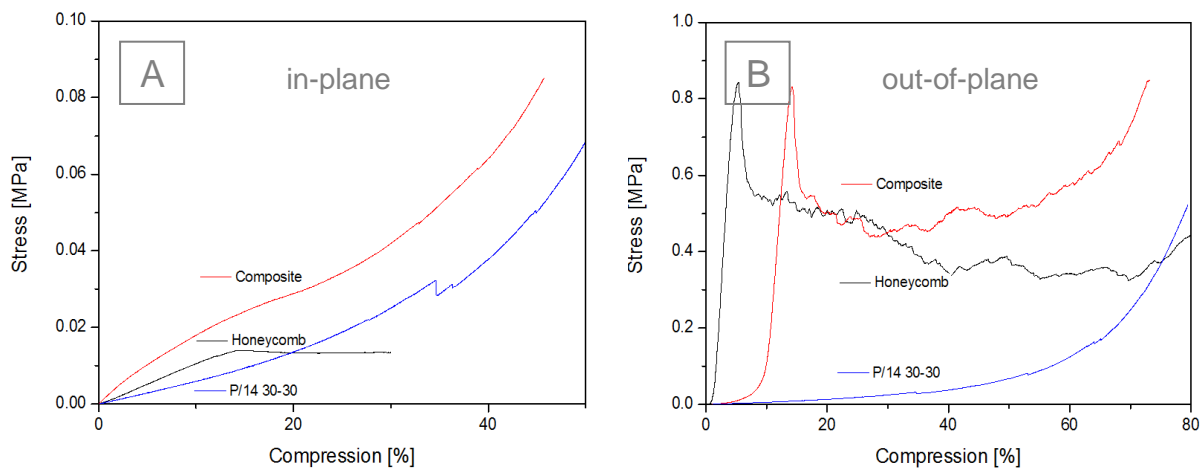 A
in-plane
0.10
0.08
0.06
0.04
0.02
0.00
Stress [MPa]
Composite
Honeycomb
P/14 30-30
0
20
40
Compression [%]
B
out-of-plane
1.0
0.8
0.6
0.4
0.2
0.0
Stress [MPa]
Composite
Honeycomb
P/14 30-30
0
20
40
60
80
Compression [%]